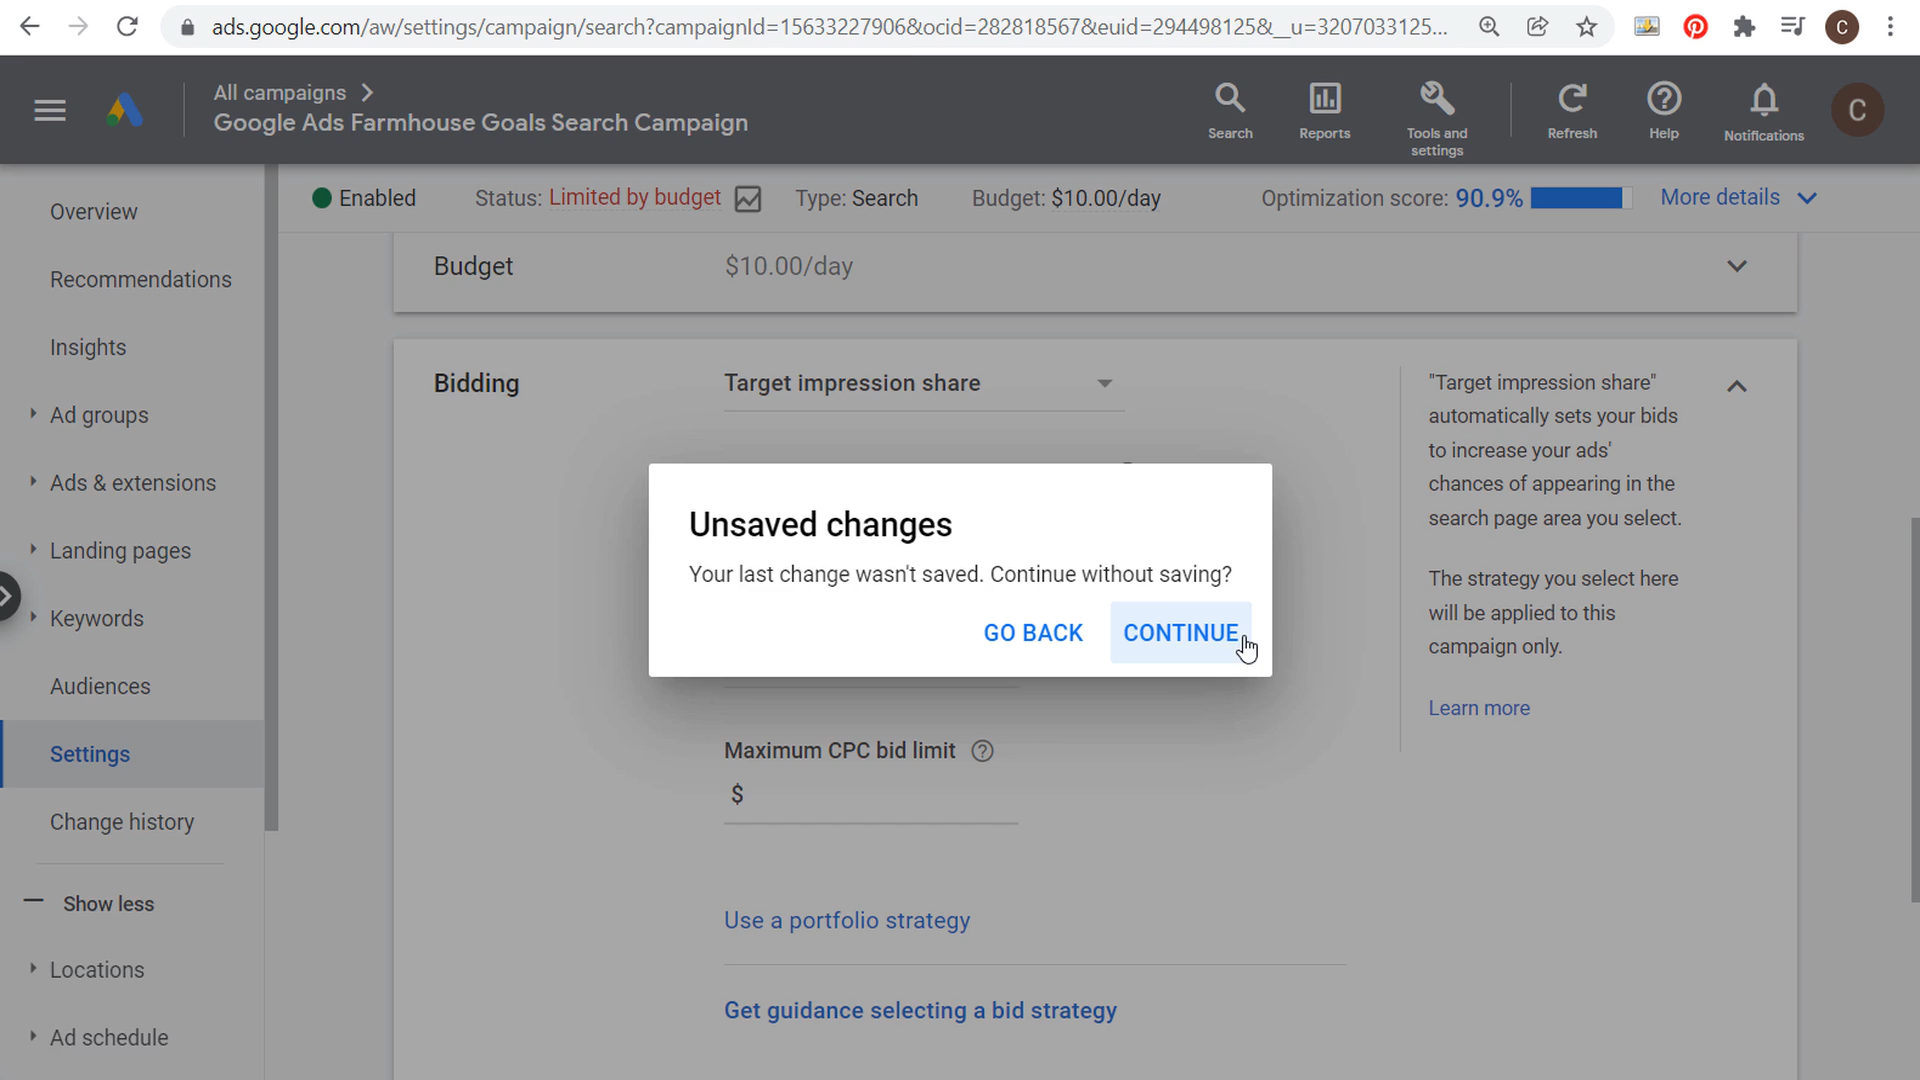 ads.google.com/aw/settings/campaign/search?campaignId=15633227906&ocid=282818567&euid=294498125&__u=3207033125...
C
All campaigns
Google Ads Farmhouse Goals Search Campaign
Search
Reports
Tools and
settings
Refresh
Help
Notifications
C
Enabled
Status: Limited by budget
Type: Search
Budget: $10.00/day
Optimization score: 90.9%
More details
Overview
Recommendations
Insights
Ad groups
Ads & extensions
Landing pages
Keywords
Audiences
Settings
Change history
Show less
Locations
Ad schedule
Budget
$10.00/day
Bidding
Target impression share
"Target impression share"
automatically sets your bids
to increase your ads'
chances of appearing in the
search page area you select.
The strategy you select here
will be applied to this
campaign only.
Learn more
Unsaved changes
Your last change wasn't saved. Continue without saving?
GO BACK
CONTINUE
Maximum CPC bid limit
$
Use a portfolio strategy
Get guidance selecting a bid strategy